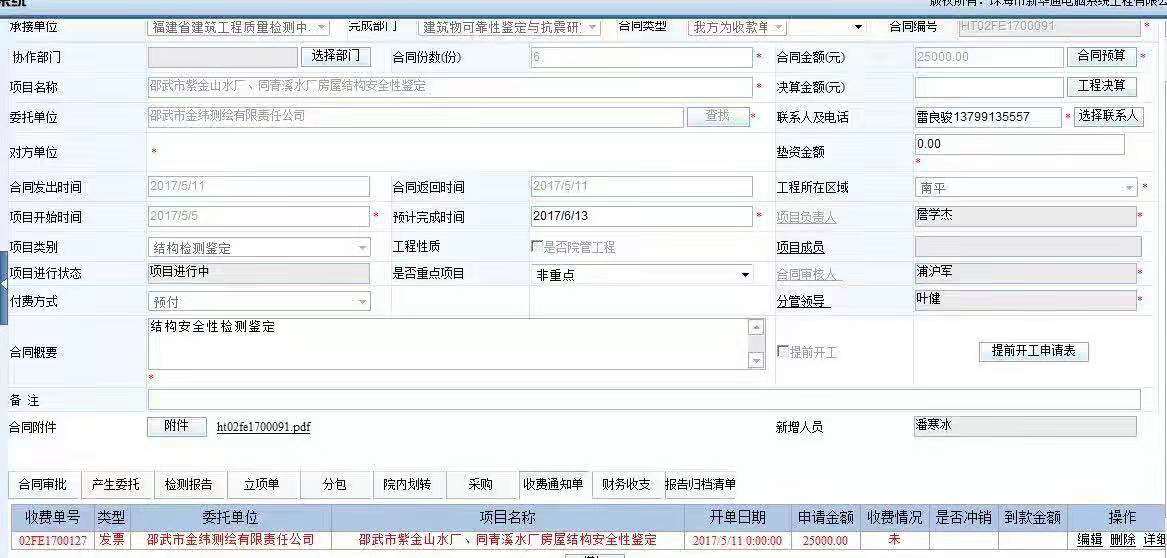 版权所有：珠海市新华通电脑系统工程有限公
承接单位 福建省建筑工程质量检测中. 完成部门 建筑物可靠性鉴定与抗震研 合同类型 我方为收款单 合同编号 HT02FE1700091 *
协作部门 选择部门 合同份数(份) 6 * 合同金额(元) 25000.00 合同预算 *
项目名称 邵武市紫金山水厂、同青溪水厂房屋结构安全性鉴定 * 决算金额(元) 工程决算
委托单位 邵武市金纬测绘有限责任公司 查找 * 联系人及电话 雷良骏13799135557 * 选择联系人
对方单位 * 垫资金额 0.00 *
合同发出时间 2017/5/11 合同返回时间 2017/5/11 工程所在区域 南平 *
项目开始时间 2017/5/5 * 预计完成时间 2017/6/13 * 项目负责人 詹学杰 *
项目类别 结构检测鉴定 工程性质 是否院管工程 项目成员
项目进行状态 项目进行中 是否重点项目 非重点 合同审核人 浦沪军 *
付费方式 预付 分管领导 叶健 *
合同概要 结构安全性检测鉴定 * 提前开工 提前开工申请表
备 注
合同附件 附件 ht02fe1700091.pdf 新增人员 潘寒冰
合同审批 产生委托 检测报告 立项单 分包 院内划转 采购 收费通知单 财务收支 报告归档清单
收费单号 类型 委托单位 项目名称 开单日期 申请金额 收费情况 是否冲销 到款金额 操作
02FE1700127 发票 邵武市金纬测绘有限责任公司 邵武市紫金山水厂、同青溪水厂房屋结构安全性鉴定 2017/5/11 0:00:00 25000.00 未 编辑 删除 详细